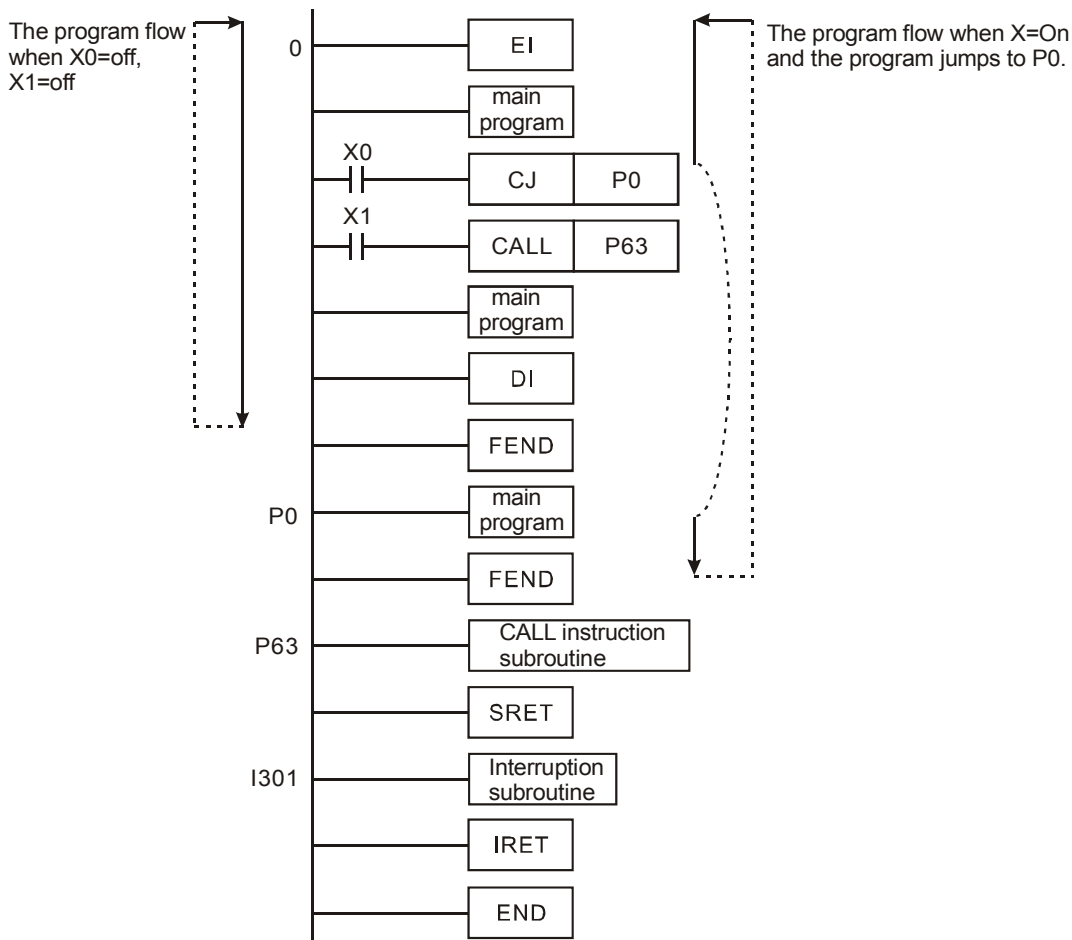 The program flow
when X0=off,
X1=off
The program flow when X=On
and the program jumps to P0.
0
EI
main
program
X0
CJ P0
X1
CALL P63
main
program
DI
FEND
P0
main
program
FEND
P63
CALL instruction
subroutine
SRET
I301
Interruption
subroutine
IRET
END